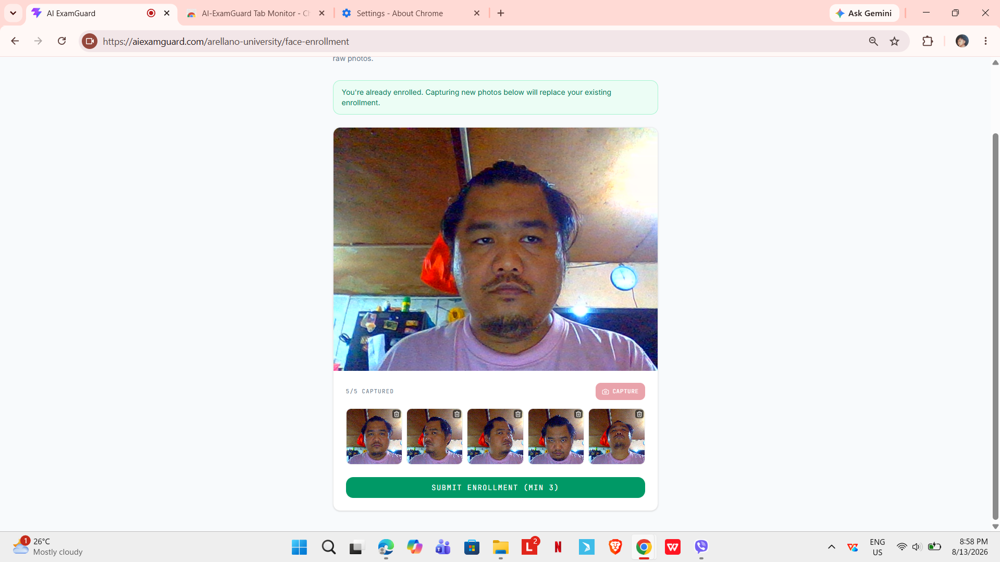 AI ExamGuard
AI-ExamGuard Tab Monitor - Ch
Settings - About Chrome
Ask Gemini
https://aiexamguard.com/arellano-university/face-enrollment
raw photos.
You're already enrolled. Capturing new photos below will replace your existing
enrollment.
5/5 CAPTURED
CAPTURE
SUBMIT ENROLLMENT (MIN 3)
1
26°C
Mostly cloudy
T
L
2
N
W
ENG
US
8:58 PM
8/13/2026